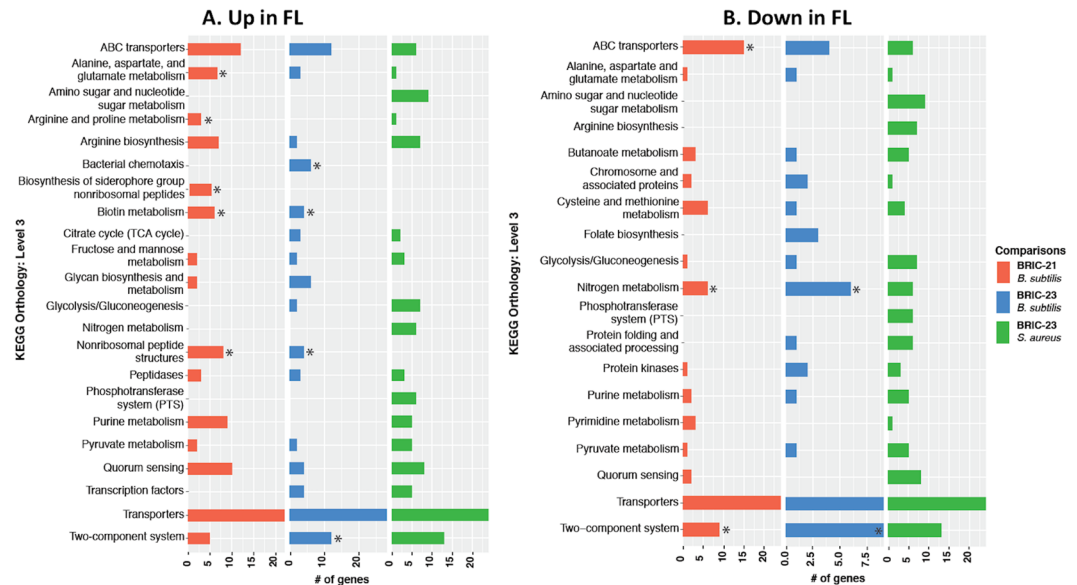 A. Up in FL
KEGG Orthology: Level 3
ABC transporters
Alanine, aspartate, and
glutamate metabolism
*
Amino sugar and nucleotide
sugar metabolism
Arginine and proline metabolism
*
Arginine biosynthesis
Bacterial chemotaxis
*
Biosynthesis of siderophore group
nonribosomal peptides
*
Biotin metabolism
* *
Citrate cycle (TCA cycle)
Fructose and mannose
metabolism
Glycan biosynthesis and
metabolism
Glycolysis/Gluconeogenesis
Nitrogen metabolism
Nonribosomal peptide
structures
* *
Peptidases
Phosphotransferase
system (PTS)
Purine metabolism
Pyruvate metabolism
Quorum sensing
Transcription factors
Transporters
Two-component system
*
0 5 10 15 20 0 10 20 0 5 10 15 20
# of genes
B. Down in FL
KEGG Orthology: Level 3
ABC transporters
*
Alanine, aspartate and
glutamate metabolism
Amino sugar and nucleotide
sugar metabolism
Arginine biosynthesis
Butanoate metabolism
Chromosome and
associated proteins
Cysteine and methionine
metabolism
Folate biosynthesis
Glycolysis/Gluconeogenesis
Nitrogen metabolism
* *
Phosphotransferase
system (PTS)
Protein folding and
associated processing
Protein kinases
Purine metabolism
Pyrimidine metabolism
Pyruvate metabolism
Quorum sensing
Transporters
Two–component system
* *
0 5 10 15 20 0.0 2.5 5.0 7.5 0 5 10 15 20
# of genes
Comparisons
BRIC-21
B. subtilis
BRIC-23
B. subtilis
BRIC-23
S. aureus